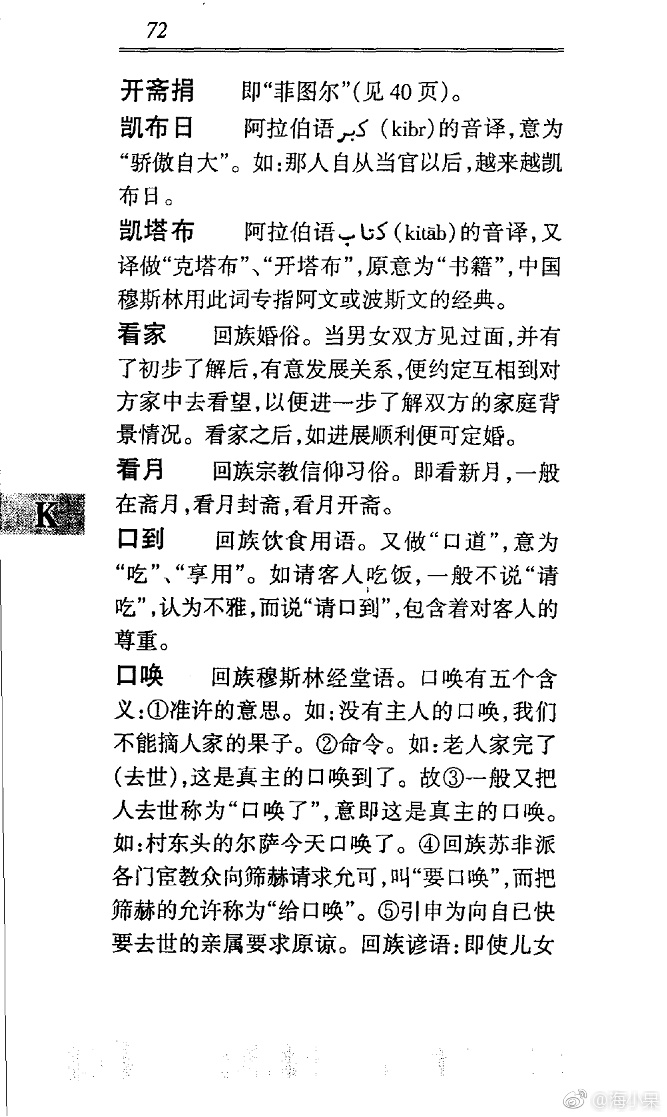 72
开斋捐 即“菲图尔”(见40页)。
凯布日 阿拉伯语 كبر (kibr)的音译,意为
“骄傲自大”。如:那人自从当官以后,越来越凯
布日。
凯塔布 阿拉伯语 كتاب (kitāb)的音译,又
译做“克塔布”、“开塔布”,原意为“书籍”,中国
穆斯林用此词专指阿文或波斯文的经典。
看家 回族婚俗。当男女双方见过面,并有
了初步了解后,有意发展关系,便约定互相到对
方家中去看望,以便进一步了解双方的家庭背
景情况。看家之后,如进展顺利便可定婚。
看月 回族宗教信仰习俗。即看新月,一般
在斋月,看月封斋,看月开斋。
K
口到 回族饮食用语。又做“口道”,意为
“吃”、“享用”。如请客人吃饭,一般不说“请
吃”,认为不雅,而说“请口到”,包含着对客人的
尊重。
口唤 回族穆斯林经堂语。口唤有五个含
义:①准许的意思。如:没有主人的口唤,我们
不能摘人家的果子。②命令。如:老人家完了
(去世),这是真主的口唤到了。故③一般又把
人去世称为“口唤了”,意即这是真主的口唤。
如:村东头的尔萨今天口唤了。④回族苏非派
各门宦教众向筛赫请求允可,叫“要口唤”,而把
筛赫的允许称为“给口唤”。⑤引申为向自已快
要去世的亲属要求原谅。回族谚语:即使儿女
@海小果